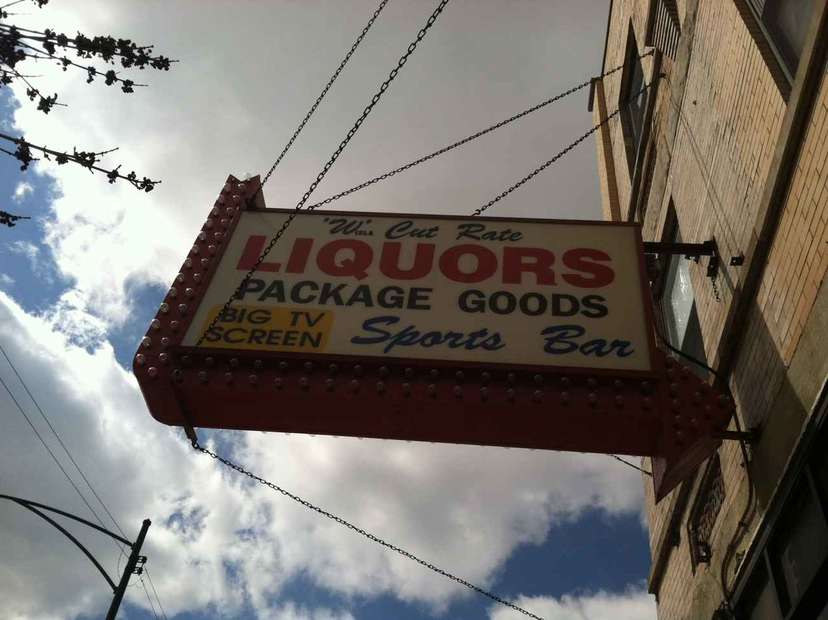 "W" Cut Rate
LIQUORS
PACKAGE GOODS
BIG TV
SCREEN
Sports Bar